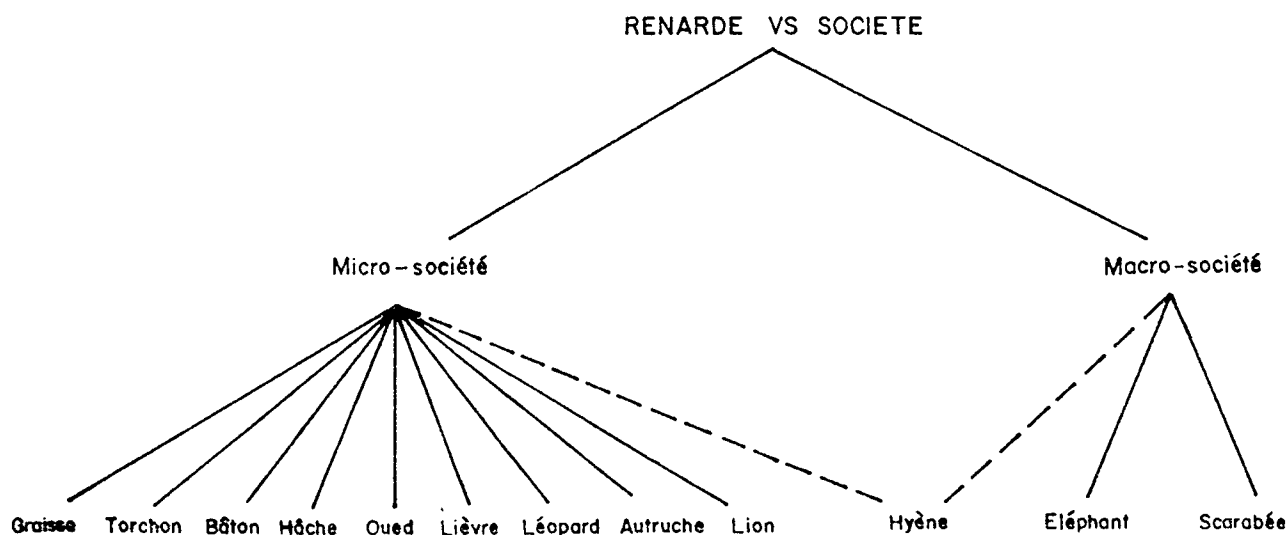 RENARDE VS SOCIETE
Micro-société Macro-société
Graisse Torchon Bâton Hâche Oued Lièvre Léopard Autruche Lion Hyène Eléphant Scarabée